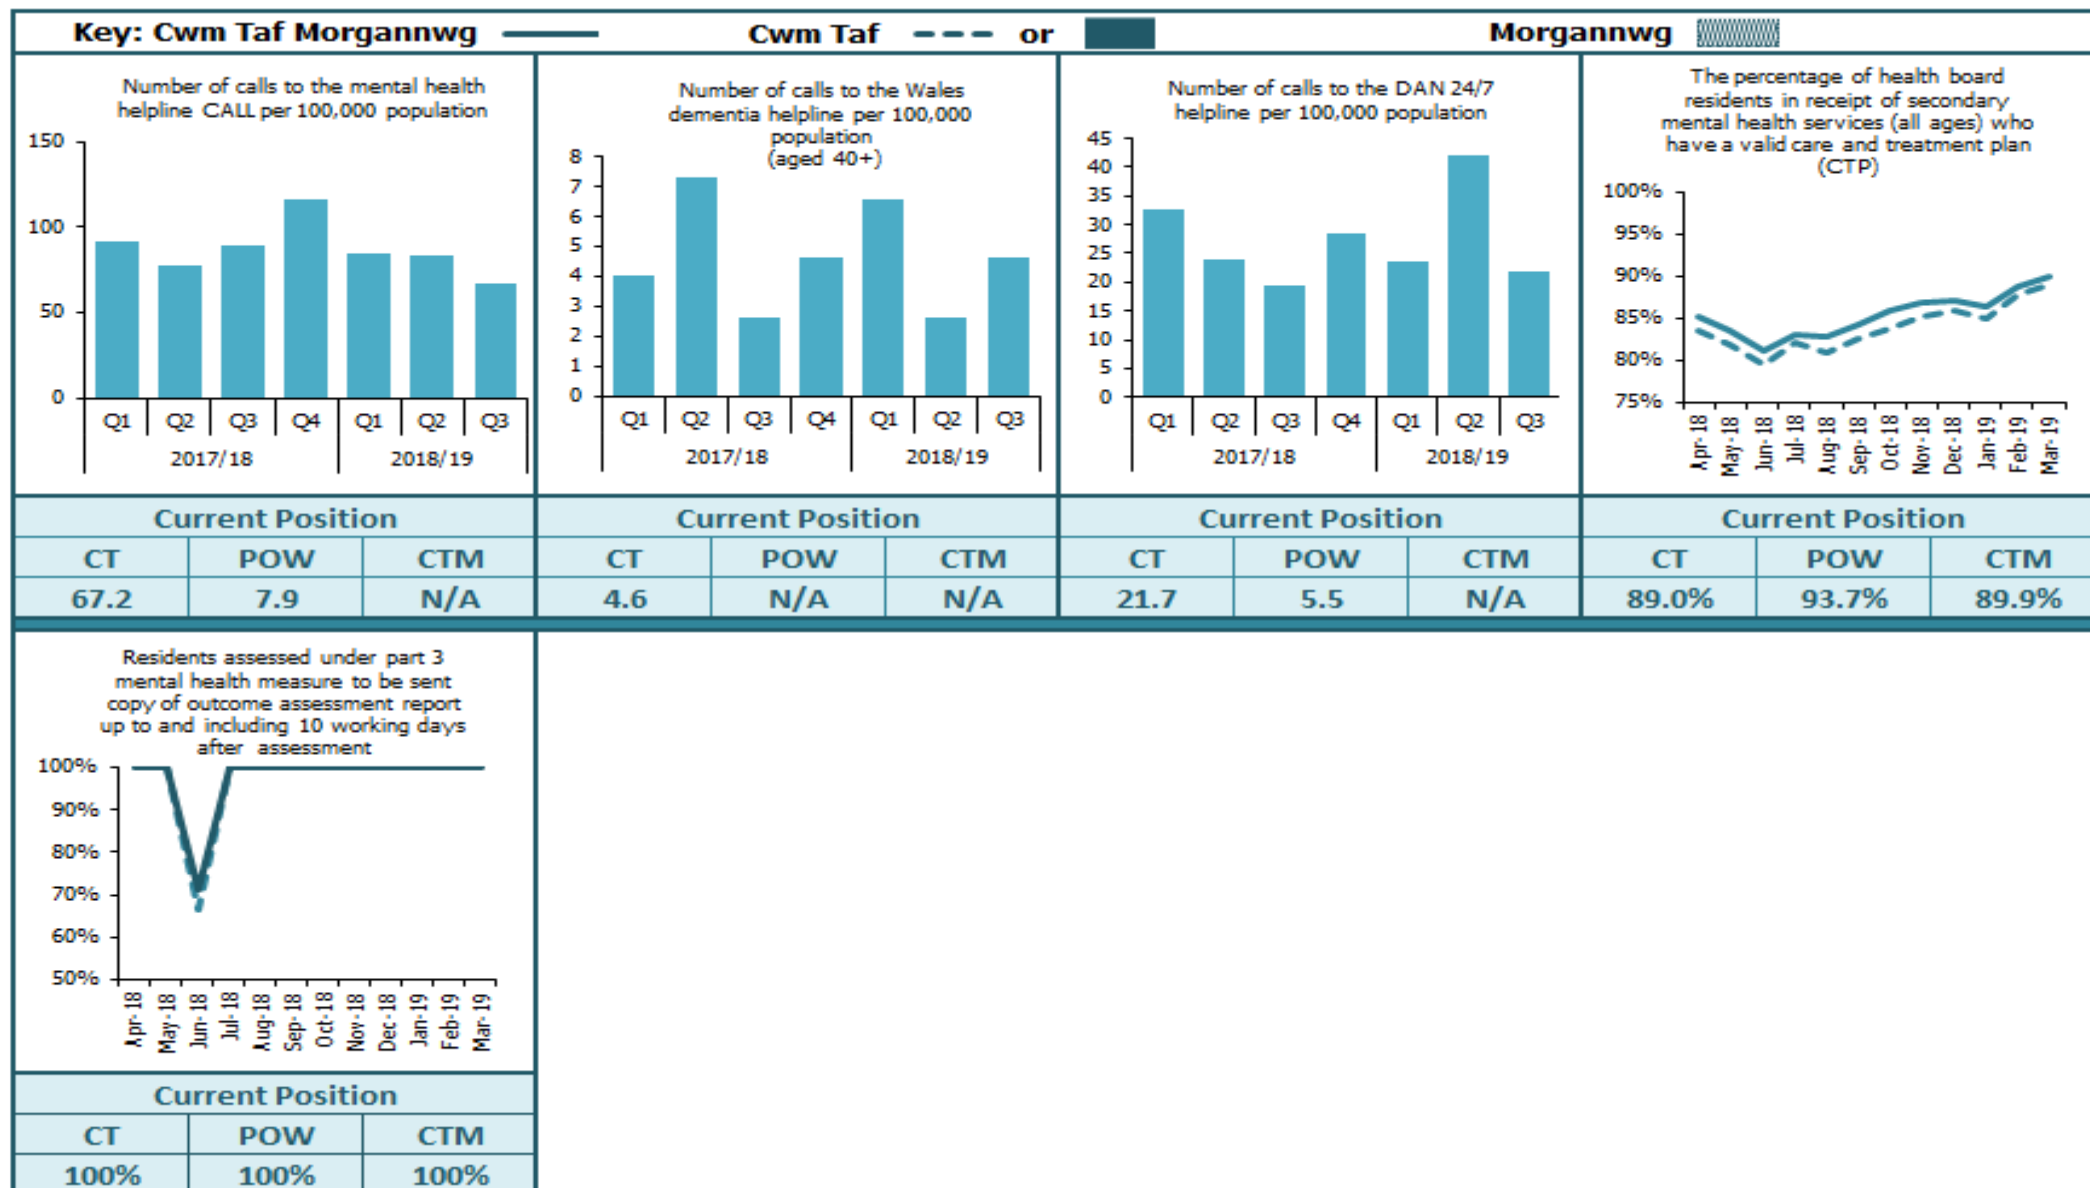 Key: Cwm Taf Morgannwg Cwm Taf or Morgannwg
Number of calls to the mental health
helpline CALL per 100,000 population
150
100
50
0
Q1 Q2 Q3 Q4 Q1 Q2 Q3
2017/18 2018/19
Current Position
CT POW CTM
67.2 7.9 N/A
Number of calls to the Wales
dementia helpline per 100,000
population
(aged 40+)
8
7
6
5
4
3
2
1
0
Q1 Q2 Q3 Q4 Q1 Q2 Q3
2017/18 2018/19
Current Position
CT POW CTM
4.6 N/A N/A
Number of calls to the DAN 24/7
helpline per 100,000 population
45
40
35
30
25
20
15
10
5
0
Q1 Q2 Q3 Q4 Q1 Q2 Q3
2017/18 2018/19
Current Position
CT POW CTM
21.7 5.5 N/A
The percentage of health board
residents in receipt of secondary
mental health services (all ages) who
have a valid care and treatment plan
(CTP)
100%
95%
90%
85%
80%
75%
Apr-18 May-18 Jun-18 Jul-18 Aug-18 Sep-18 Oct-18 Nov-18 Dec-18 Jan-19 Feb-19 Mar-19
Current Position
CT POW CTM
89.0% 93.7% 89.9%
Residents assessed under part 3
mental health measure to be sent
copy of outcome assessment report
up to and including 10 working days
after assessment
100%
90%
80%
70%
60%
50%
Apr-18 May-18 Jun-18 Jul-18 Aug-18 Sep-18 Oct-18 Nov-18 Dec-18 Jan-19 Feb-19 Mar-19
Current Position
CT POW CTM
100% 100% 100%